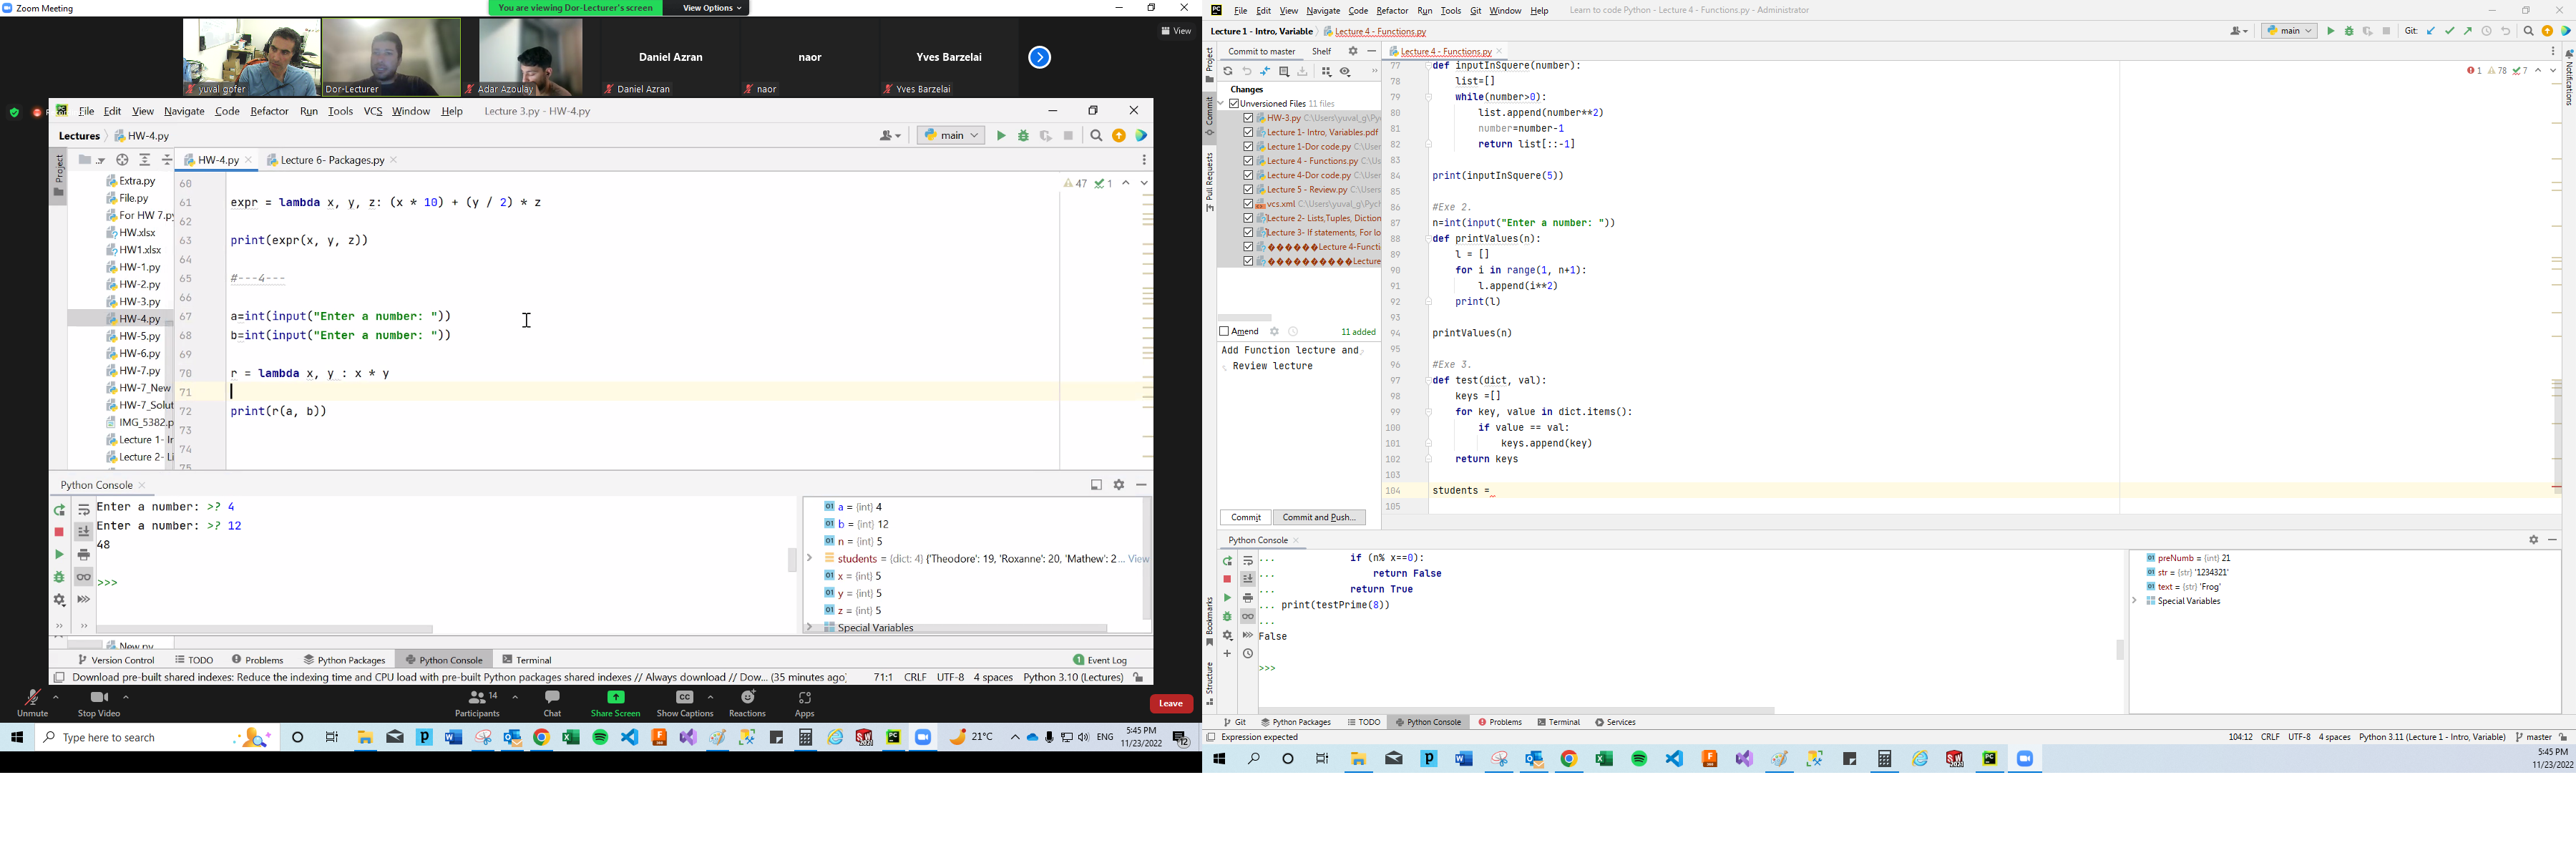 Zoom Meeting
You are viewing Dor-Lecturer's screen
View Options
View
yuval gofer
Dor-Lecturer
Adar Azoulay
Daniel Azran
Daniel Azran
naor
naor
Yves Barzelai
Yves Barzelai
File Edit View Navigate Code Refactor Run Tools VCS Window Help Lecture 3.py - HW-4.py
Lectures HW-4.py
main
Project
HW-4.py
Lecture 6- Packages.py
Extra.py
File.py
For HW 7.py
HW.xlsx
HW1.xlsx
HW-1.py
HW-2.py
HW-3.py
HW-4.py
HW-5.py
HW-6.py
HW-7.py
HW-7_New
HW-7_Solut
IMG_5382.p
Lecture 1- Ir
Lecture 2- Li
47 1
60
61 expr = lambda x, y, z: (x * 10) + (y / 2) * z
62
63 print(expr(x, y, z))
64
65 #---4---
66
67 a=int(input("Enter a number: "))
68 b=int(input("Enter a number: "))
69
70 r = lambda x, y : x * y
71
72 print(r(a, b))
73
74
75
Python Console
Enter a number: >? 4
Enter a number: >? 12
48
>>>
a = {int} 4
b = {int} 12
n = {int} 5
students = {dict: 4} {'Theodore': 19, 'Roxanne': 20, 'Mathew': 2... View
x = {int} 5
y = {int} 5
z = {int} 5
Special Variables
New.py
Version Control TODO Problems Python Packages Python Console Terminal 1 Event Log
Download pre-built shared indexes: Reduce the indexing time and CPU load with pre-built Python packages shared indexes // Always download // Dow... (35 minutes ago) 71:1 CRLF UTF-8 4 spaces Python 3.10 (Lectures)
Unmute
Stop Video
Participants 14
Chat
Share Screen
CC
Show Captions
Reactions
Apps
Leave
Type here to search
21°C
ENG
5:45 PM
11/23/2022
12
File Edit View Navigate Code Refactor Run Tools Git Window Help Learn to code Python - Lecture 4 - Functions.py - Administrator
Lecture 1 - Intro, Variable Lecture 4 - Functions.py
main
Git:
Project
Commit
Pull Requests
Bookmarks
Structure
Notifications
Commit to master Shelf
Lecture 4 - Functions.py
Changes
Unversioned Files 11 files
HW-3.py C:\Users\yuval_g\Pyc
Lecture 1- Intro, Variables.pdf
Lecture 1-Dor code.py C:\User
Lecture 4 - Functions.py C:\Us
Lecture 4-Dor code.py C:\User
Lecture 5 - Review.py C:\Users
vcs.xml C:\Users\yuval_g\Pych
Lecture 2- Lists,Tuples, Diction
Lecture 3- If statements, For lo
������Lecture 4-Functi
�����������Lecture
Amend
11 added
Add Function lecture and
Review lecture
Commit
Commit and Push...
1 78 7
77 def inputInSquere(number):
78 list=[]
79 while(number>0):
80 list.append(number**2)
81 number=number-1
82 return list[::-1]
83
84 print(inputInSquere(5))
85
86 #Exe 2.
87 n=int(input("Enter a number: "))
88 def printValues(n):
89 l = []
90 for i in range(1, n+1):
91 l.append(i**2)
92 print(l)
93
94 printValues(n)
95
96 #Exe 3.
97 def test(dict, val):
98 keys =[]
99 for key, value in dict.items():
100 if value == val:
101 keys.append(key)
102 return keys
103
104 students =
105
Python Console
... if (n% x==0):
... return False
... return True
... print(testPrime(8))
...
False
>>>
preNumb = {int} 21
str = {str} '1234321'
text = {str} 'Frog'
Special Variables
Git Python Packages TODO Python Console Problems Terminal Services
Expression expected
104:12 CRLF UTF-8 4 spaces Python 3.11 (Lecture 1 - Intro, Variable) master
5:45 PM
11/23/2022